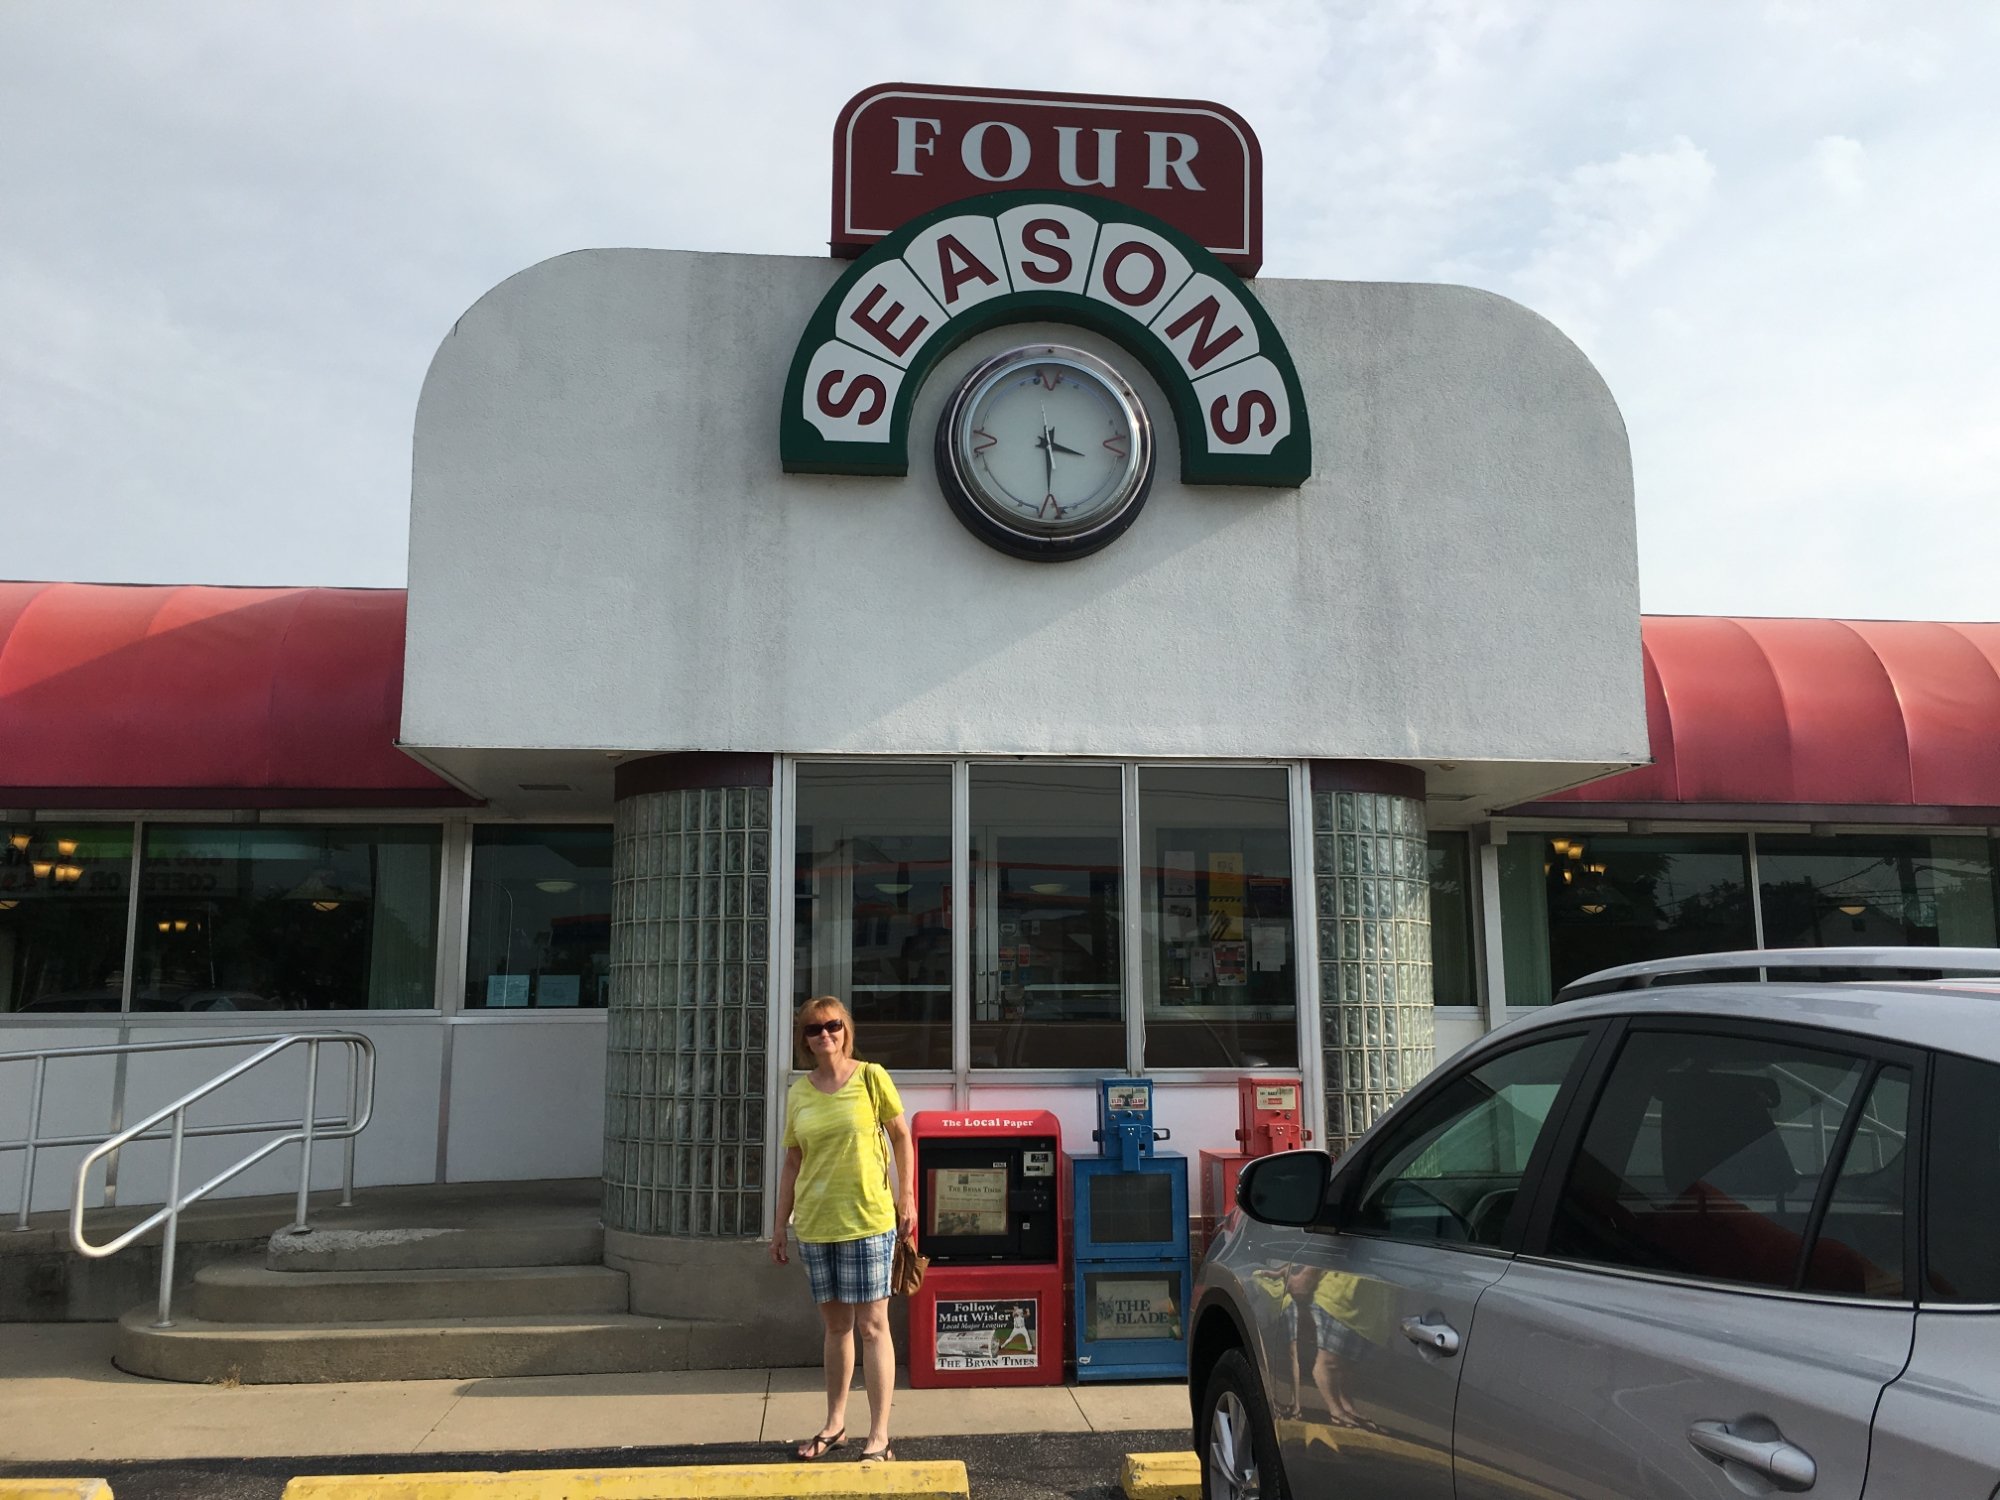 FOUR
SEASONS
The Local Paper
THE BRYAN TIMES
Follow
Matt Wisler
Local Major Leaguer
THE BRYAN TIMES
THE
BLADE